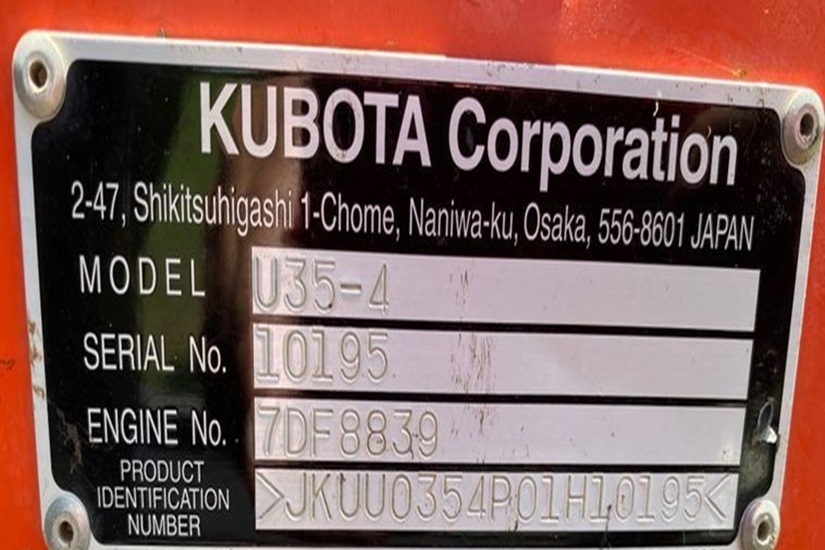 KUBOTA Corporation
2-47, Shikitsuhigashi 1-Chome, Naniwa-ku, Osaka, 556-8601 JAPAN
MODEL U35-4
SERIAL No. 10195
ENGINE No. 7DF8839
PRODUCT
IDENTIFICATION
NUMBER >JKUU0354P01H10195<